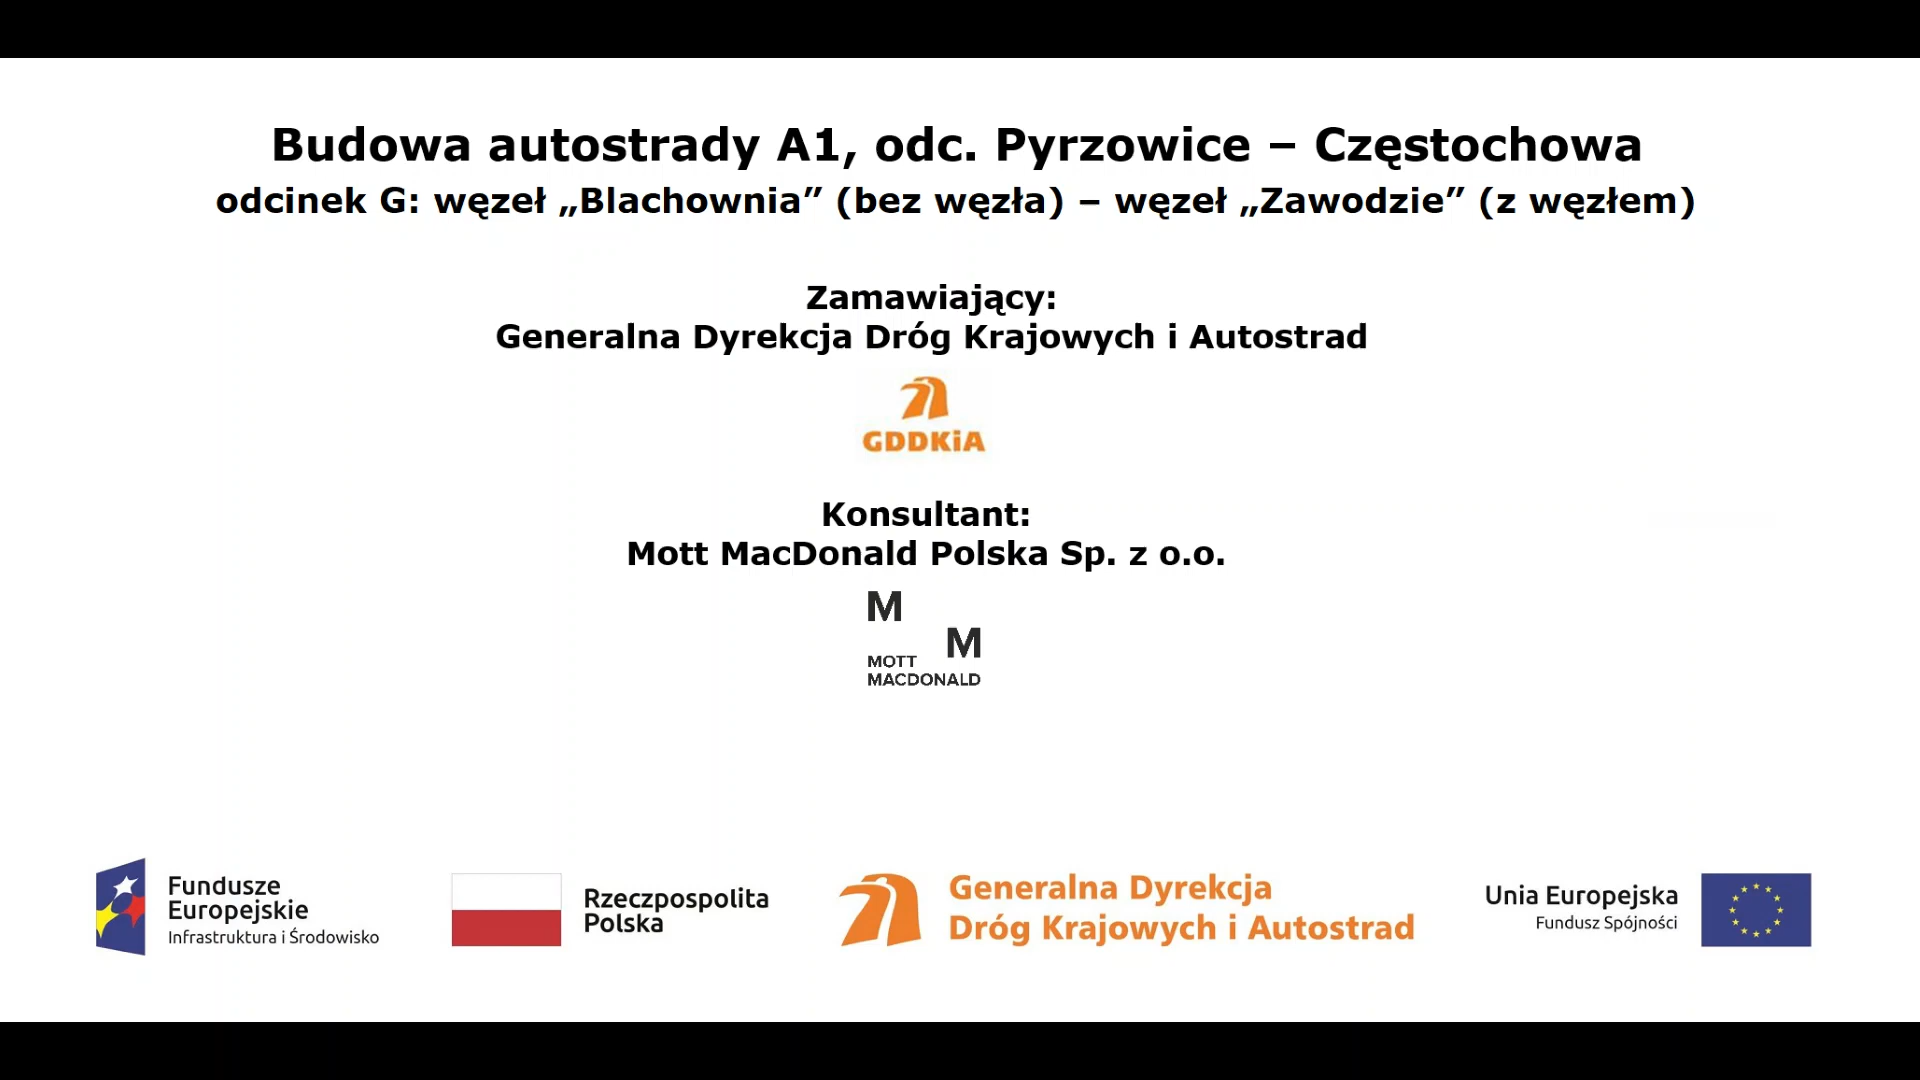 Budowa autostrady A1, odc. Pyrzowice – Częstochowa
odcinek G: węzeł „Blachownia” (bez węzła) – węzeł „Zawodzie” (z węzłem)
Zamawiający:
Generalna Dyrekcja Dróg Krajowych i Autostrad
GDDKiA
Konsultant:
Mott MacDonald Polska Sp. z o.o.
M
M
MOTT
MACDONALD
Fundusze
Europejskie
Infrastruktura i Środowisko
Rzeczpospolita
Polska
Generalna Dyrekcja
Dróg Krajowych i Autostrad
Unia Europejska
Fundusz Spójności